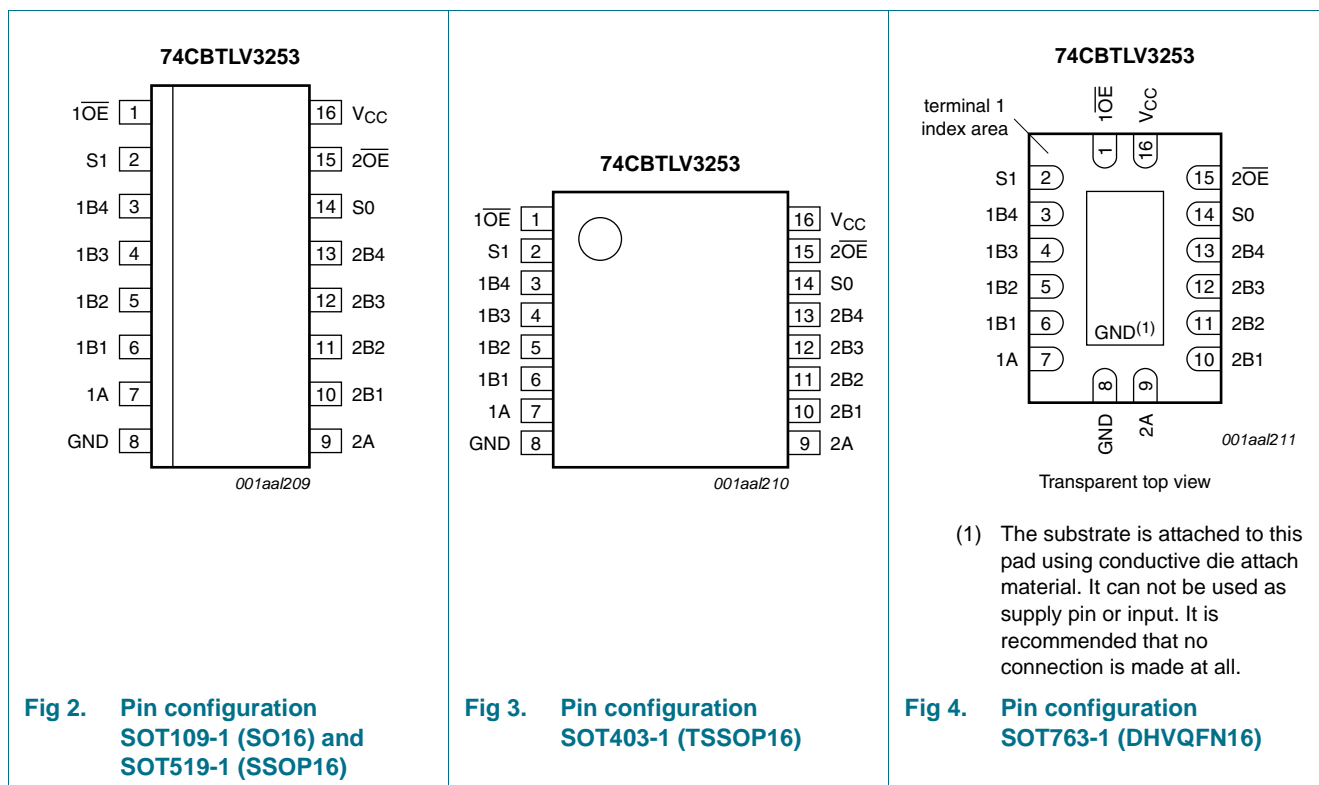 74CBTLV3253
1OE 1
16 VCC
S1 2
15 2OE
1B4 3
14 S0
1B3 4
13 2B4
1B2 5
12 2B3
1B1 6
11 2B2
1A 7
10 2B1
GND 8
9 2A
001aal209
Fig 2. Pin configuration
SOT109-1 (SO16) and
SOT519-1 (SSOP16)
74CBTLV3253
1OE 1
16 VCC
S1 2
15 2OE
1B4 3
14 S0
1B3 4
13 2B4
1B2 5
12 2B3
1B1 6
11 2B2
1A 7
10 2B1
GND 8
9 2A
001aal210
Fig 3. Pin configuration
SOT403-1 (TSSOP16)
74CBTLV3253
terminal 1
index area
1OE
VCC
1
16
S1 2
15 2OE
1B4 3
14 S0
1B3 4
13 2B4
1B2 5
12 2B3
1B1 6
11 2B2
GND(1)
1A 7
10 2B1
8
9
GND
2A
001aal211
Transparent top view
(1) The substrate is attached to this
pad using conductive die attach
material. It can not be used as
supply pin or input. It is
recommended that no
connection is made at all.
Fig 4. Pin configuration
SOT763-1 (DHVQFN16)